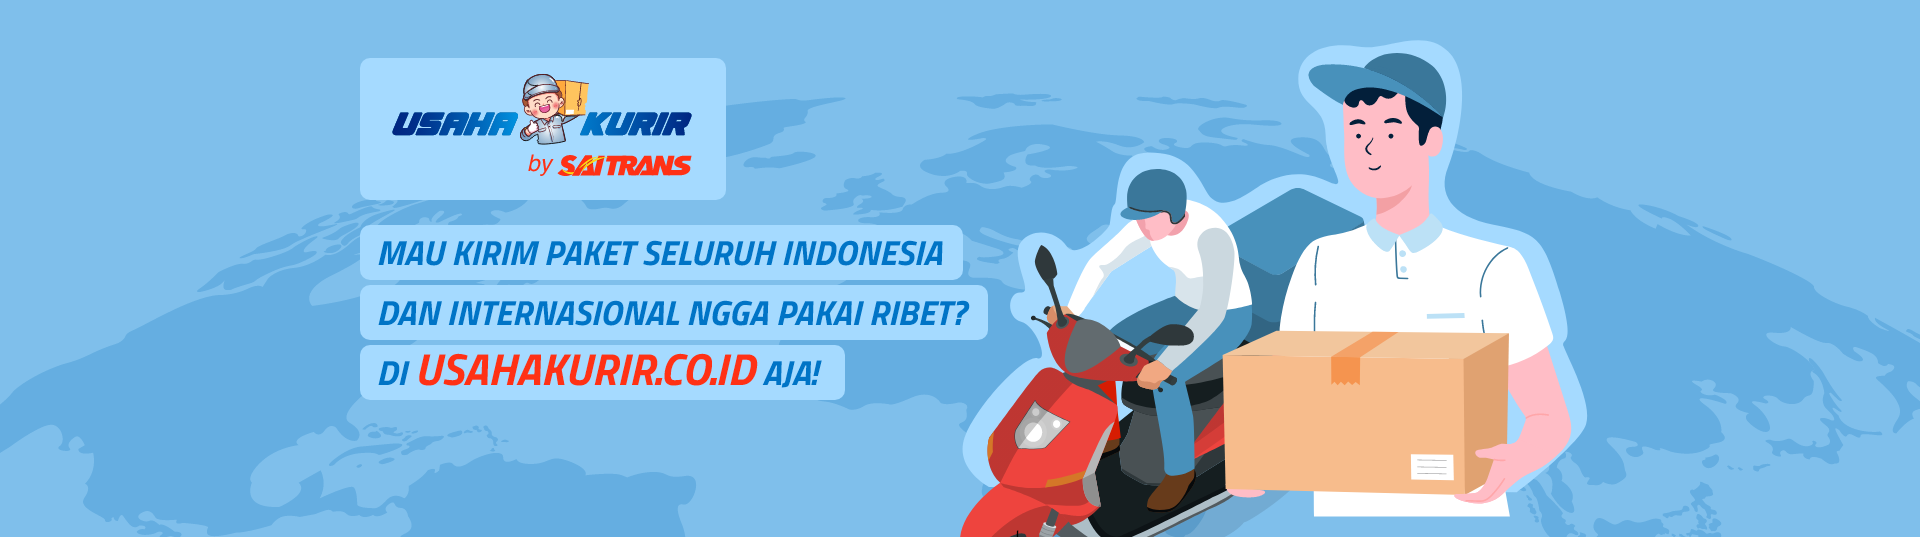 USAHA KURIR
by SAITRANS
MAU KIRIM PAKET SELURUH INDONESIA
DAN INTERNASIONAL NGGA PAKAI RIBET?
DI USAHAKURIR.CO.ID AJA!